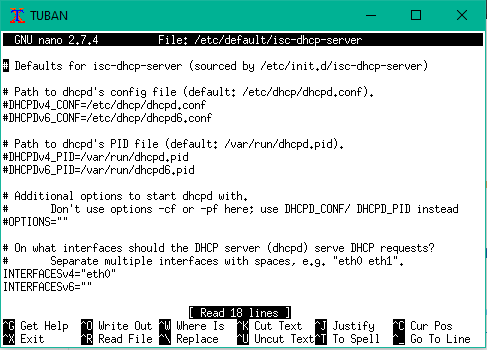 TUBAN
GNU nano 2.7.4 File: /etc/default/isc-dhcp-server
# Defaults for isc-dhcp-server (sourced by /etc/init.d/isc-dhcp-server)
# Path to dhcpd's config file (default: /etc/dhcp/dhcpd.conf).
#DHCPDv4_CONF=/etc/dhcp/dhcpd.conf
#DHCPDv6_CONF=/etc/dhcp/dhcpd6.conf
# Path to dhcpd's PID file (default: /var/run/dhcpd.pid).
#DHCPDv4_PID=/var/run/dhcpd.pid
#DHCPDv6_PID=/var/run/dhcpd6.pid
# Additional options to start dhcpd with.
# Don't use options -cf or -pf here; use DHCPD_CONF/ DHCPD_PID instead
#OPTIONS=""
# On what interfaces should the DHCP server (dhcpd) serve DHCP requests?
# Separate multiple interfaces with spaces, e.g. "eth0 eth1".
INTERFACESv4="eth0"
INTERFACESv6=""
[ Read 18 lines ]
^G Get Help ^O Write Out ^W Where Is ^K Cut Text ^J Justify ^C Cur Pos
^X Exit ^R Read File ^\ Replace ^U Uncut Text ^T To Spell ^_ Go To Line